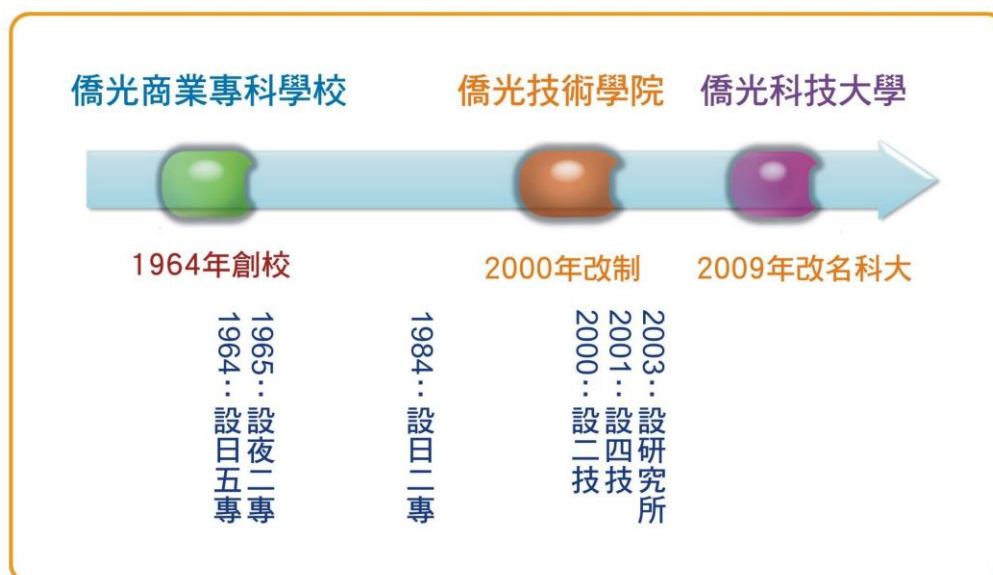 僑光商業專科學校
僑光技術學院
僑光科技大學
1964年創校
2000年改制
2009年改名科大
1964：設日五專
1965：設夜二專
1984：設日二專
2000：設二技
2001：設四技
2003：設研究所